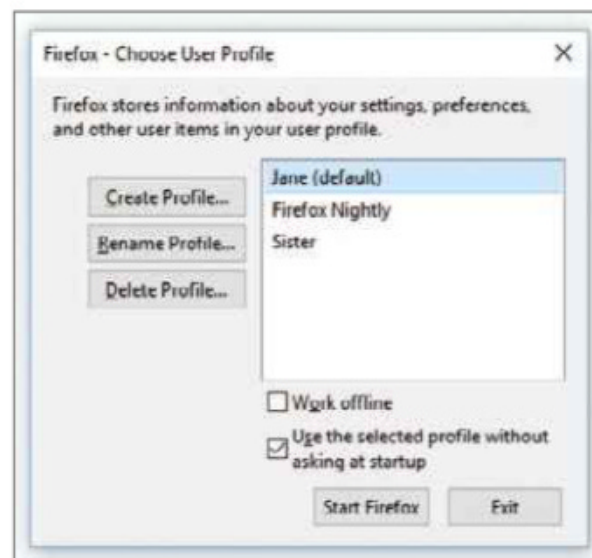 Firefox - Choose User Profile
Firefox stores information about your settings, preferences,
and other user items in your user profile.
Create Profile...
Rename Profile...
Delete Profile...
Jane (default)
Firefox Nightly
Sister
Work offline
Use the selected profile without
asking at startup
Start Firefox
Exit